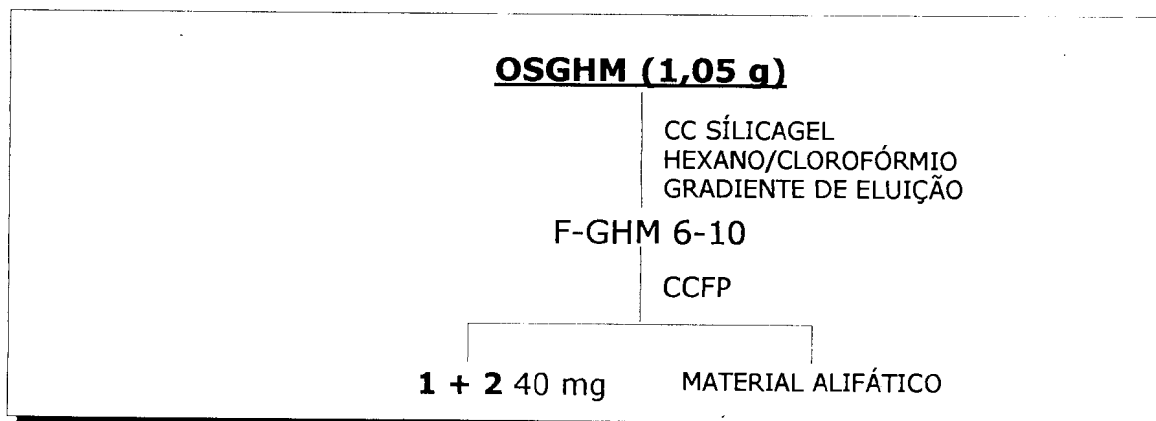 OSGHM (1,05 g)
CC SÍLICAGEL
HEXANO/CLOROFÓRMIO
GRADIENTE DE ELUIÇÃO
F-GHM 6-10
CCFP
1 + 2 40 mg MATERIAL ALIFÁTICO